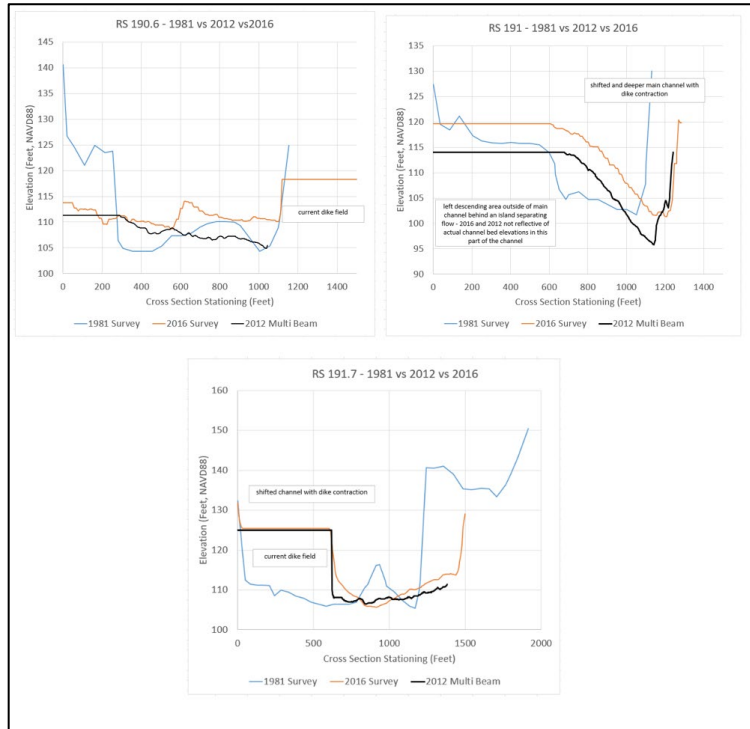 RS 190.6 - 1981 vs 2012 vs2016
145
140
135
130
125
120
115
110
105
100
Elevation (Feet, NAVD88)
current dike field
0 200 400 600 800 1000 1200 1400
Cross Section Stationing (Feet)
1981 Survey 2016 Survey 2012 Multi Beam
RS 191 - 1981 vs 2012 vs 2016
135
130
125
120
115
110
105
100
95
90
Elevation (Feet, NAVD88)
shifted and deeper main channel with
dike contraction
left descending area outside of main
channel behind an island separating
flow - 2016 and 2012 not reflective of
actual channel bed elevations in this
part of the channel
0 200 400 600 800 1000 1200 1400
Cross Section Stationing (Feet)
1981 Survey 2016 Survey 2012 Multi Beam
RS 191.7 - 1981 vs 2012 vs 2016
160
150
140
130
120
110
100
Elevation (Feet, NAVD88)
shifted channel with dike contraction
current dike field
0 500 1000 1500 2000
Cross Section Stationing (Feet)
1981 Survey 2016 Survey 2012 Multi Beam